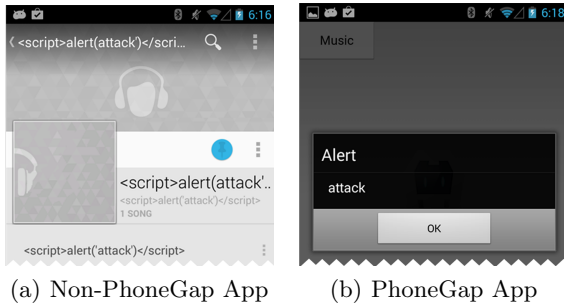 6:16
<script>alert(attack')</scri...
<script>alert(attack'..
<script>alert('attack')</script>
1 SONG
<script>alert('attack')</script>
(a) Non-PhoneGap App
6:18
Music
Alert
attack
OK
(b) PhoneGap App